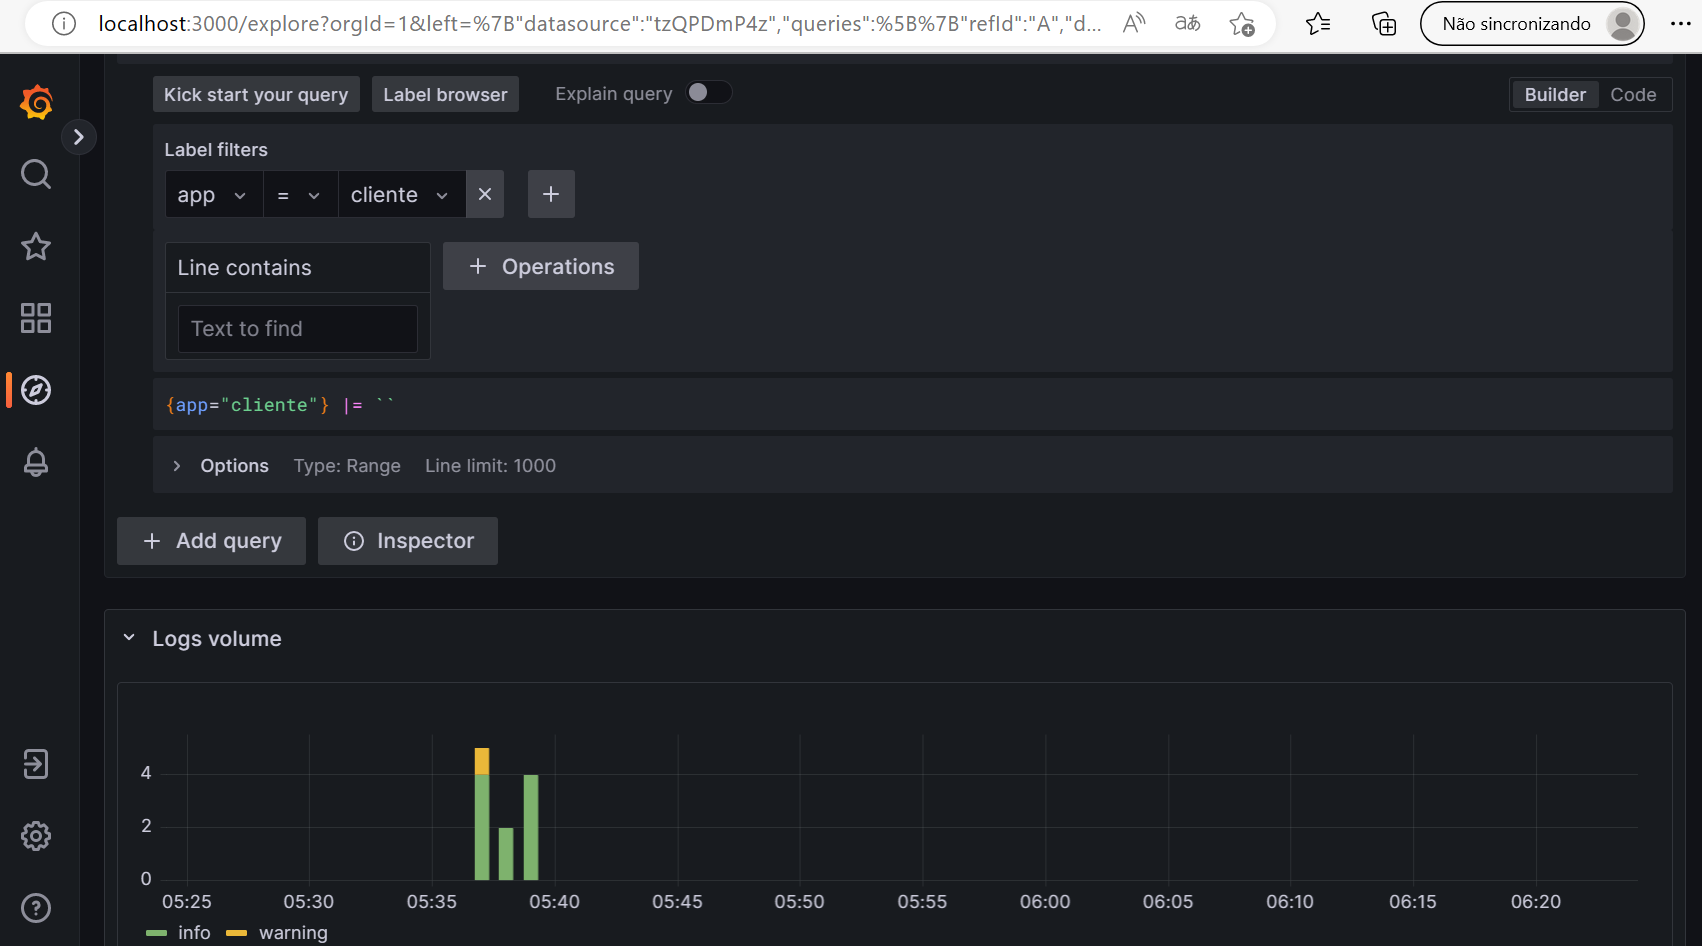 localhost:3000/explore?orgId=1&left=%7B"datasource":"tzQPDmP4z","queries":%5B%7B"refId":"A","d...
Não sincronizando
Kick start your query Label browser Explain query Builder Code
Label filters
app = cliente
Line contains + Operations
Text to find
{app="cliente"} |= ``
Options Type: Range Line limit: 1000
+ Add query Inspector
Logs volume
4
2
0
05:25 05:30 05:35 05:40 05:45 05:50 05:55 06:00 06:05 06:10 06:15 06:20
info warning